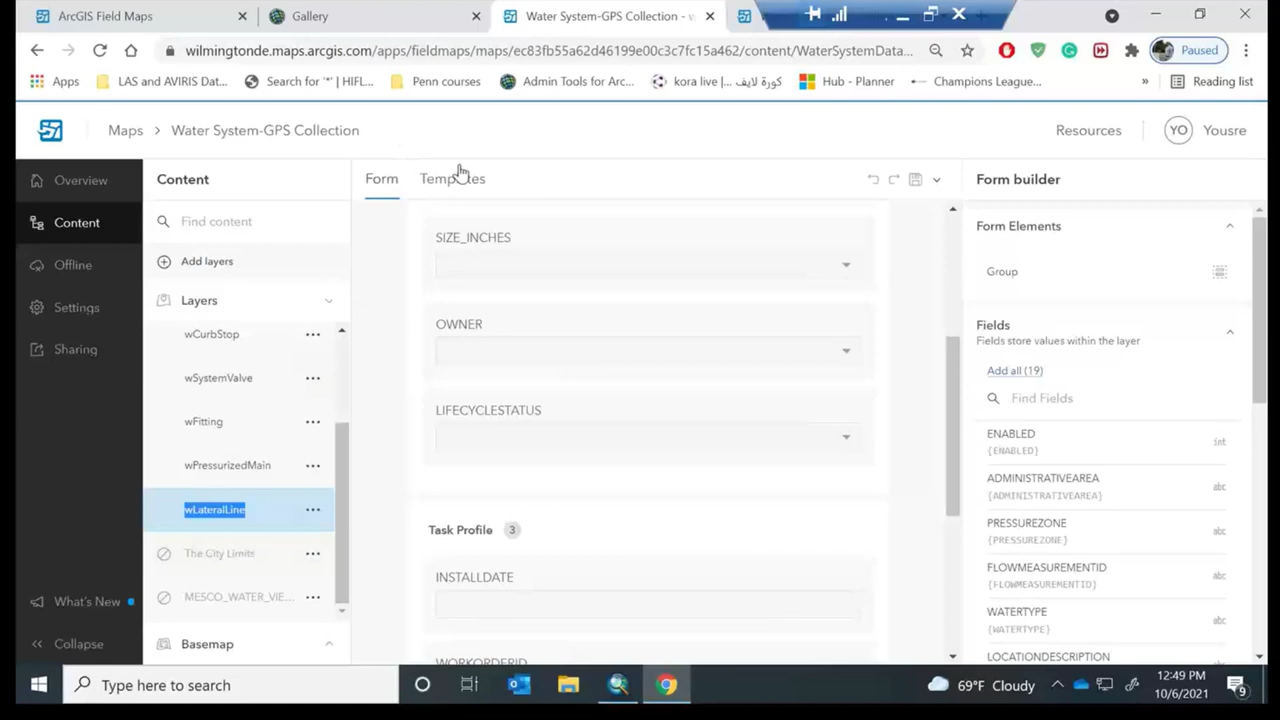 ArcGIS Field Maps
Gallery
Water System-GPS Collection - w
wilmingtonde.maps.arcgis.com/apps/fieldmaps/maps/ec83fb55a62d46199e00c3c7fc15a462/content/WaterSystemData...
Paused
Apps
LAS and AVIRIS Dat...
Search for '*' | HIFL...
Penn courses
Admin Tools for Arc...
kora live |... كورة لايف
Hub - Planner
Champions League...
»
Reading list
Maps > Water System-GPS Collection
Resources
YO
Yousre
Overview
Content
Offline
Settings
Sharing
What's New
Collapse
Content
Find content
Add layers
Layers
wCurbStop
wSystemValve
wFitting
wPressurizedMain
wLateralLine
The City Limits
MESCO_WATER_VIE...
Basemap
Form
Templates
SIZE_INCHES
OWNER
LIFECYCLESTATUS
Task Profile 3
INSTALLDATE
WORKORDERID
Form builder
Form Elements
Group
Fields
Fields store values within the layer
Add all (19)
Find Fields
ENABLED
{ENABLED}
int
ADMINISTRATIVEAREA
{ADMINISTRATIVEAREA}
abc
PRESSUREZONE
{PRESSUREZONE}
abc
FLOWMEASUREMENTID
{FLOWMEASUREMENTID}
abc
WATERTYPE
{WATERTYPE}
abc
LOCATIONDESCRIPTION
Type here to search
69°F Cloudy
12:49 PM
10/6/2021
9